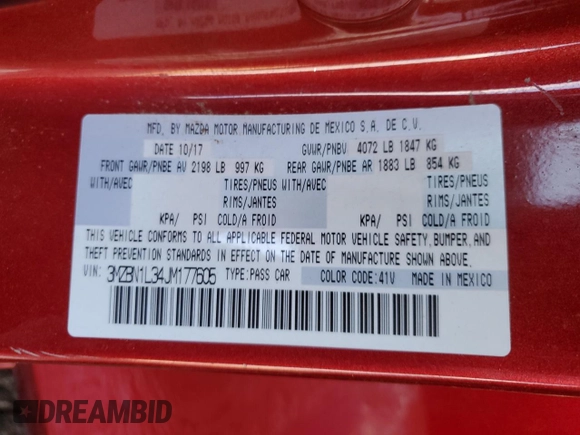 MFD. BY MAZDA MOTOR MANUFACTURING DE MEXICO S.A. DE C.V.
DATE 10/17 GVWR/PNBV 4072 LB 1847 KG
FRONT GAWR/PNBE AV 2198 LB 997 KG REAR GAWR/PNBE AR 1883 LB 854 KG
WITH/AVEC TIRES/PNEUS WITH/AVEC TIRES/PNEUS
RIMS/JANTES RIMS/JANTES
KPA/ PSI COLD/A FROID KPA/ PSI COLD/A FROID
THIS VEHICLE CONFORMS TO ALL APPLICABLE FEDERAL MOTOR VEHICLE SAFETY, BUMPER, AND
THEFT PREVENTION STANDARDS IN EFFECT ON THE DATE OF MANUFACTURE SHOWN ABOVE.
VIN: 3MZBN1L34JM177605 TYPE:PASS CAR COLOR CODE:41V MADE IN MEXICO
DREAMBID